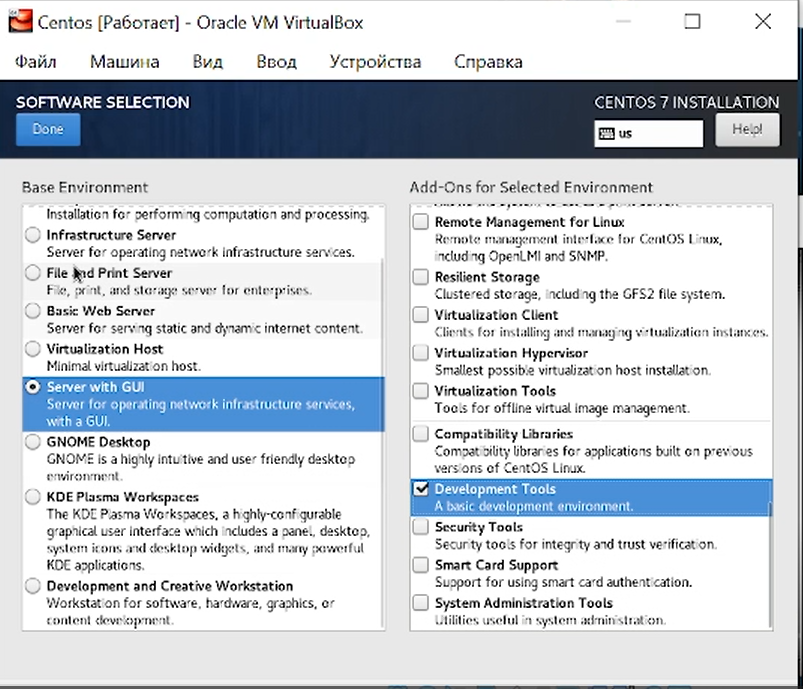 Centos [Работает] - Oracle VM VirtualBox
Файл Машина Вид Ввод Устройства Справка
SOFTWARE SELECTION
CENTOS 7 INSTALLATION
Done
us
Help!
Base Environment
Installation for performing computation and processing.
Infrastructure Server
Server for operating network infrastructure services.
File and Print Server
File, print, and storage server for enterprises.
Basic Web Server
Server for serving static and dynamic internet content.
Virtualization Host
Minimal virtualization host.
Server with GUI
Server for operating network infrastructure services,
with a GUI.
GNOME Desktop
GNOME is a highly intuitive and user friendly desktop
environment.
KDE Plasma Workspaces
The KDE Plasma Workspaces, a highly-configurable
graphical user interface which includes a panel, desktop,
system icons and desktop widgets, and many powerful
KDE applications.
Development and Creative Workstation
Workstation for software, hardware, graphics, or
content development.
Add-Ons for Selected Environment
Remote Management for Linux
Remote management interface for CentOS Linux,
including OpenLMI and SNMP.
Resilient Storage
Clustered storage, including the GFS2 file system.
Virtualization Client
Clients for installing and managing virtualization instances.
Virtualization Hypervisor
Smallest possible virtualization host installation.
Virtualization Tools
Tools for offline virtual image management.
Compatibility Libraries
Compatibility libraries for applications built on previous
versions of CentOS Linux.
Development Tools
A basic development environment.
Security Tools
Security tools for integrity and trust verification.
Smart Card Support
Support for using smart card authentication.
System Administration Tools
Utilities useful in system administration.